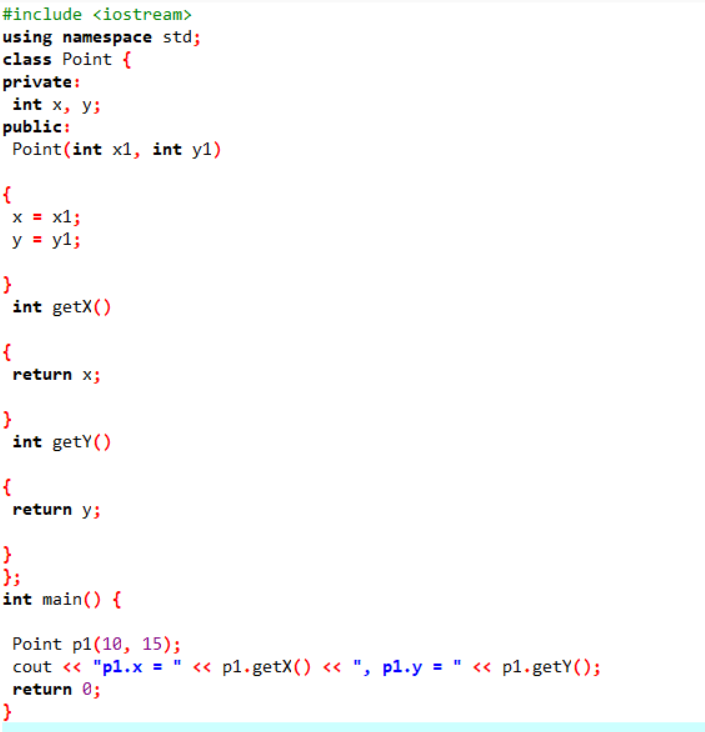 #include <iostream>
using namespace std;
class Point {
private:
 int x, y;
public:
 Point(int x1, int y1)
{
 x = x1;
 y = y1;
}
 int getX()
{
 return x;
}
 int getY()
{
 return y;
}
};
int main() {
 Point p1(10, 15);
 cout << "p1.x = " << p1.getX() << ", p1.y = " << p1.getY();
 return 0;
}